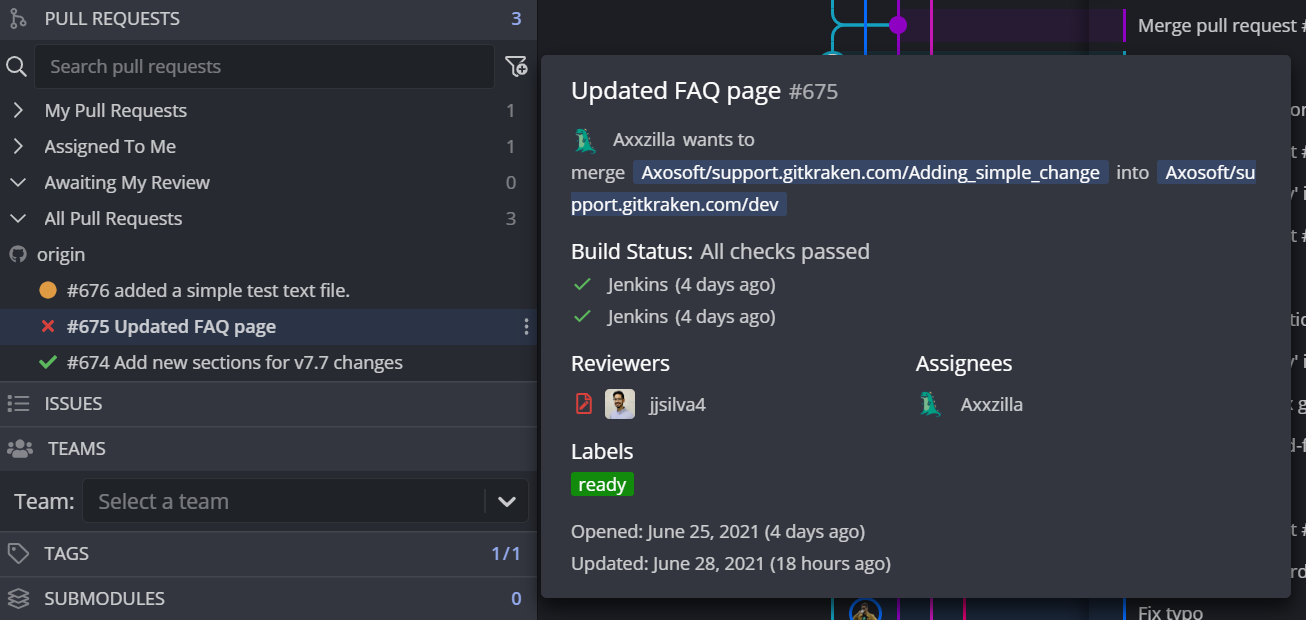 PULL REQUESTS 3
Search pull requests
My Pull Requests 1
Assigned To Me 1
Awaiting My Review 0
All Pull Requests 3
origin
#676 added a simple test text file.
#675 Updated FAQ page
#674 Add new sections for v7.7 changes
ISSUES
TEAMS
Team: Select a team
TAGS 1/1
SUBMODULES 0
Merge pull request #
Updated FAQ page #675
Axxzilla wants to
merge Axosoft/support.gitkraken.com/Adding_simple_change into Axosoft/su
pport.gitkraken.com/dev
Build Status: All checks passed
Jenkins (4 days ago)
Jenkins (4 days ago)
Reviewers
jjsilva4
Assignees
Axxzilla
Labels
ready
Opened: June 25, 2021 (4 days ago)
Updated: June 28, 2021 (18 hours ago)
Fix typo